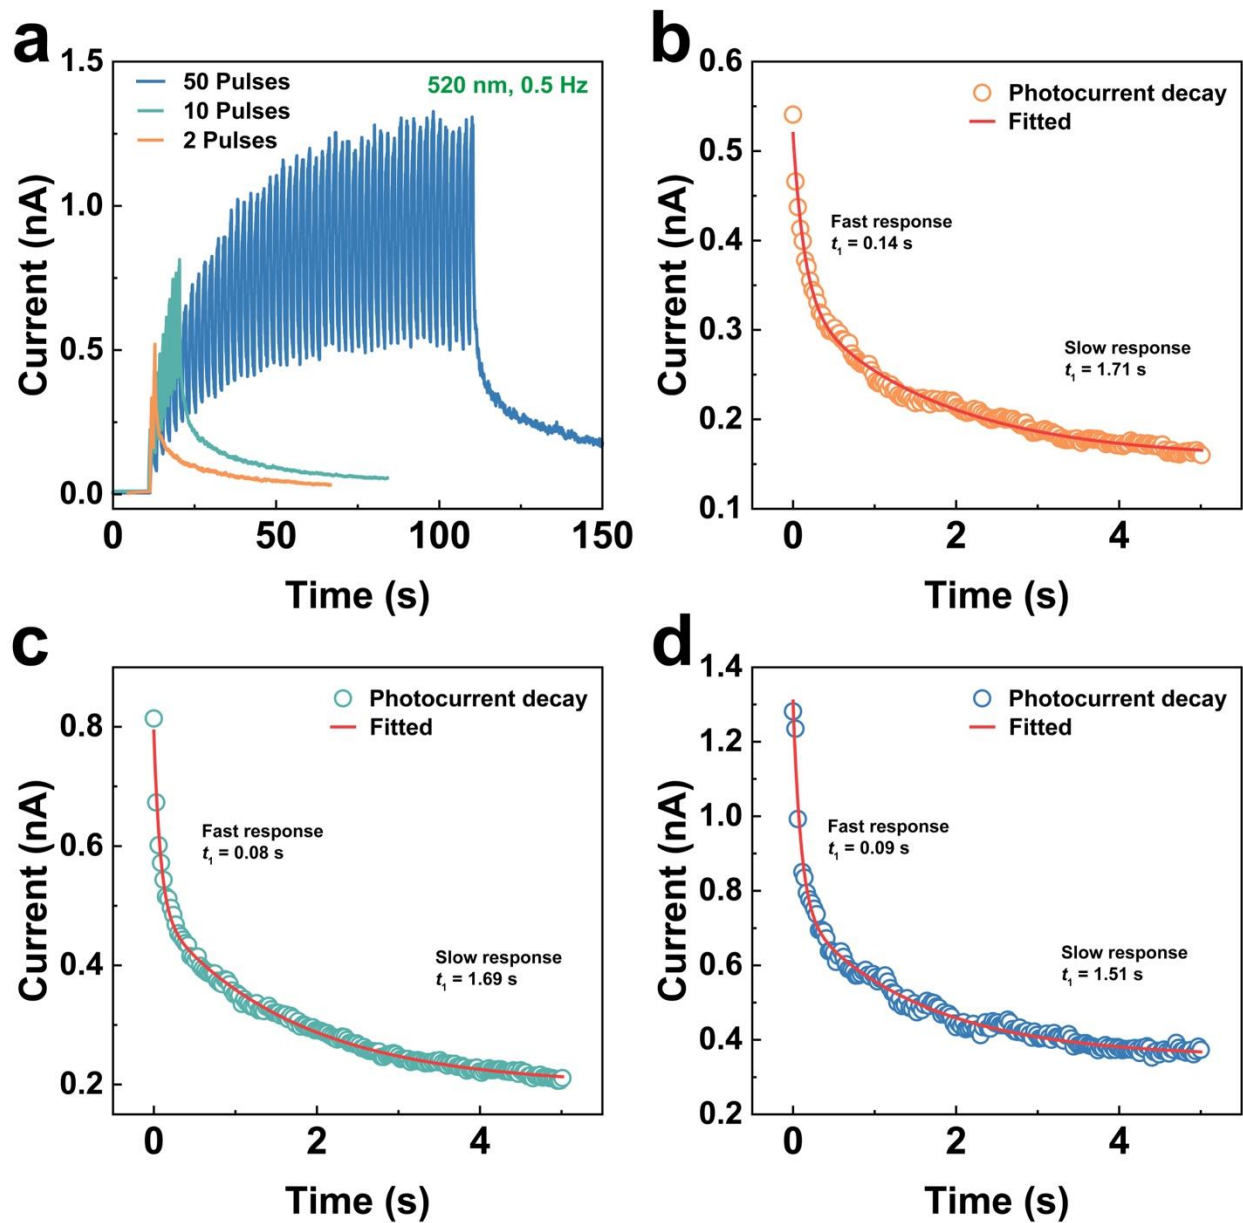 a
1.5
1.0
0.5
0.0
Current (nA)
50 Pulses
10 Pulses
2 Pulses
520 nm, 0.5 Hz
0
50
100
150
Time (s)
b
0.6
0.5
0.4
0.3
0.2
0.1
Current (nA)
Photocurrent decay
Fitted
Fast response
t1 = 0.14 s
Slow response
t1 = 1.71 s
0
2
4
Time (s)
c
0.8
0.6
0.4
0.2
Current (nA)
Photocurrent decay
Fitted
Fast response
t1 = 0.08 s
Slow response
t1 = 1.69 s
0
2
4
Time (s)
d
1.4
1.2
1.0
0.8
0.6
0.4
0.2
Current (nA)
Photocurrent decay
Fitted
Fast response
t1 = 0.09 s
Slow response
t1 = 1.51 s
0
2
4
Time (s)